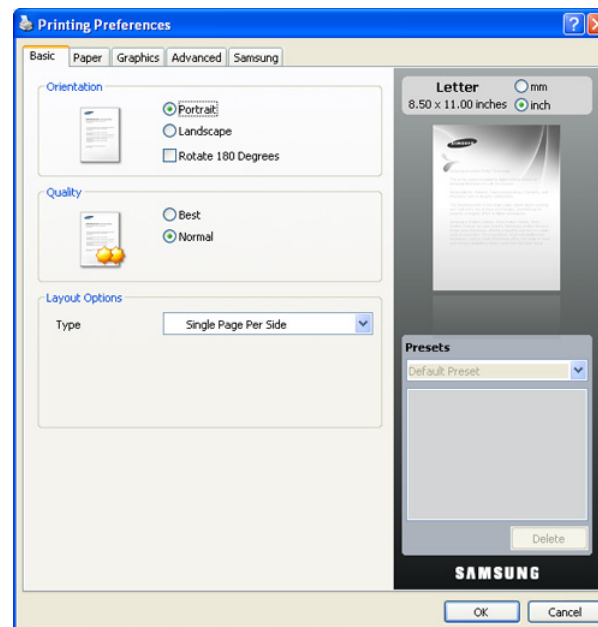 Printing Preferences
Basic Paper Graphics Advanced Samsung
Orientation
Portrait
Landscape
Rotate 180 Degrees
Quality
Best
Normal
Layout Options
Type Single Page Per Side
Letter mm
8.50 x 11.00 inches inch
SAMSUNG
Presets
Default Preset
Delete
SAMSUNG
OK Cancel